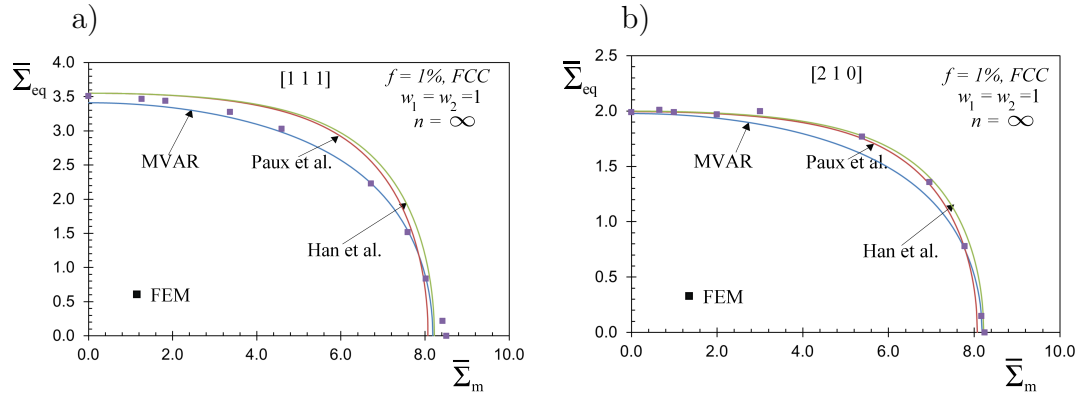 a)
[1 1 1]
f = 1%, FCC
w₁ = w₂ = 1
n = ∞
Σ̅eq
4.0
3.5
3.0
2.5
2.0
1.5
1.0
0.5
0.0
MVAR
Paux et al.
Han et al.
FEM
0.0 2.0 4.0 6.0 8.0 10.0
Σ̅m
b)
[2 1 0]
f = 1%, FCC
w₁ = w₂ = 1
n = ∞
Σ̅eq
2.5
2.0
1.5
1.0
0.5
0.0
MVAR
Paux et al.
Han et al.
FEM
0.0 2.0 4.0 6.0 8.0 10.0
Σ̅m